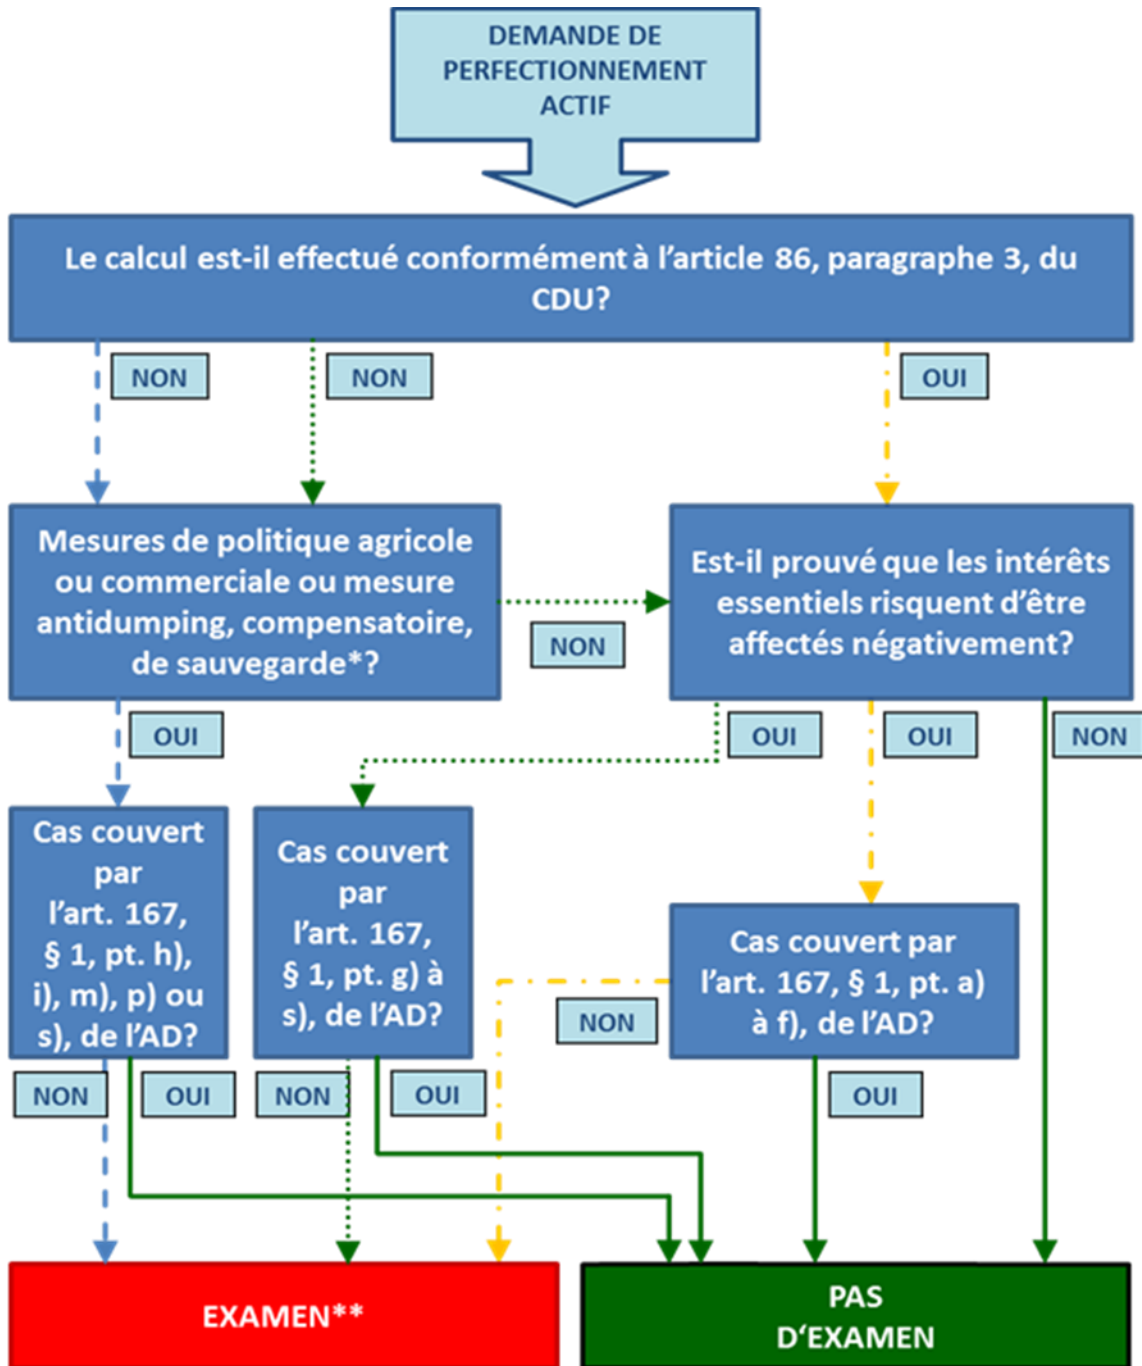 DEMANDE DE
PERFECTIONNEMENT
ACTIF
Le calcul est-il effectué conformément à l’article 86, paragraphe 3, du
CDU?
NON
NON
OUI
Mesures de politique agricole
ou commerciale ou mesure
antidumping, compensatoire,
de sauvegarde*?
NON
Est-il prouvé que les intérêts
essentiels risquent d’être
affectés négativement?
OUI
OUI
OUI
NON
Cas couvert
par
l’art. 167,
§ 1, pt. h),
i), m), p) ou
s), de l’AD?
Cas couvert
par
l’art. 167,
§ 1, pt. g) à
s), de l’AD?
Cas couvert par
l’art. 167, § 1, pt. a)
à f), de l’AD?
NON
NON
OUI
NON
OUI
OUI
EXAMEN**
PAS
D‘EXAMEN